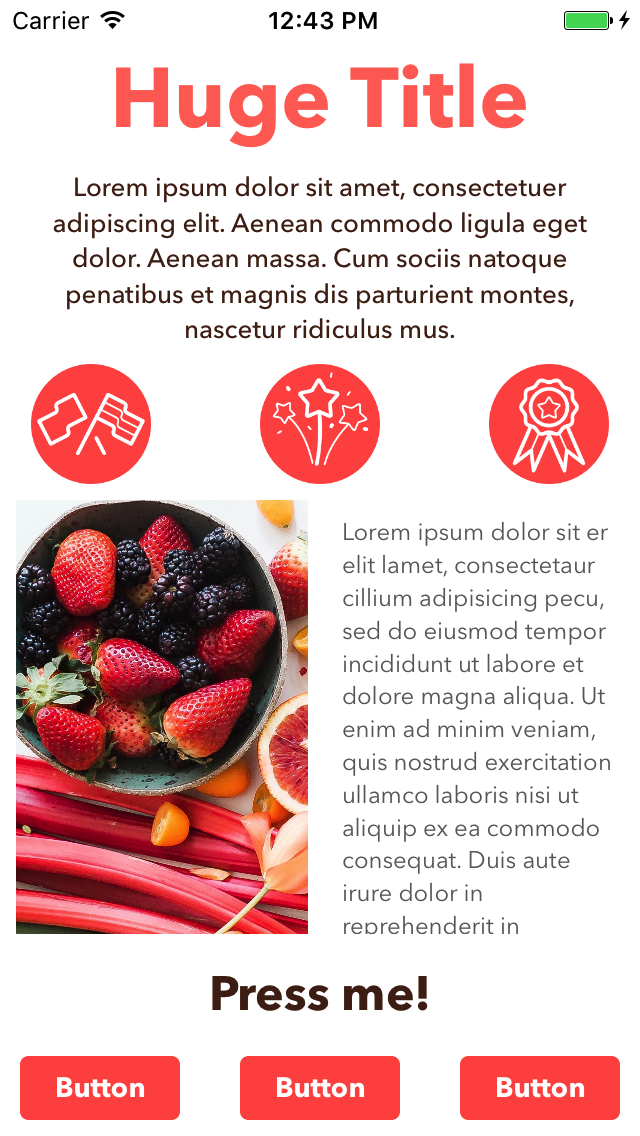 Carrier 12:43 PM
Huge Title
Lorem ipsum dolor sit amet, consectetuer
adipiscing elit. Aenean commodo ligula eget
dolor. Aenean massa. Cum sociis natoque
penatibus et magnis dis parturient montes,
nascetur ridiculus mus.
Lorem ipsum dolor sit er
elit lamet, consectetaur
cillium adipisicing pecu,
sed do eiusmod tempor
incididunt ut labore et
dolore magna aliqua. Ut
enim ad minim veniam,
quis nostrud exercitation
ullamco laboris nisi ut
aliquip ex ea commodo
consequat. Duis aute
irure dolor in
reprehenderit in
Press me!
Button Button Button